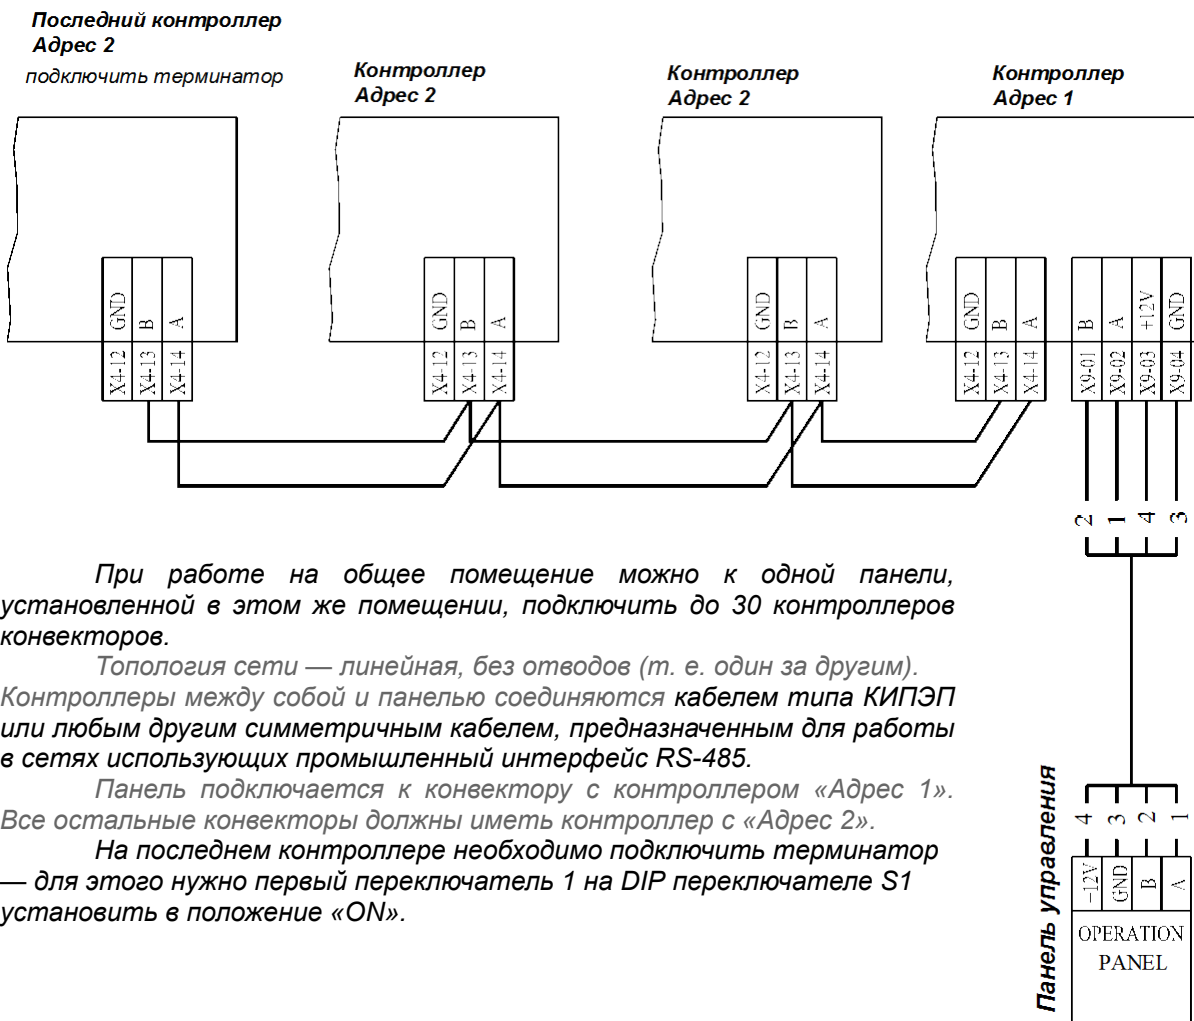 Последний контроллер
Адрес 2
подключить терминатор
Контроллер
Адрес 2
Контроллер
Адрес 2
Контроллер
Адрес 1
GND
B
A
X4-12
X4-13
X4-14
GND
B
A
X4-12
X4-13
X4-14
GND
B
A
X4-12
X4-13
X4-14
GND
B
A
X4-12
X4-13
X4-14
B
A
+12V
GND
X9-01
X9-02
X9-03
X9-04
2
1
4
3
При работе на общее помещение можно к одной панели,
установленной в этом же помещении, подключить до 30 контроллеров
конвекторов.
Топология сети — линейная, без отводов (т. е. один за другим).
Контроллеры между собой и панелью соединяются кабелем типа КИПЭП
или любым другим симметричным кабелем, предназначенным для работы
в сетях использующих промышленный интерфейс RS-485.
Панель подключается к конвектору с контроллером «Адрес 1».
Все остальные конвекторы должны иметь контроллер с «Адрес 2».
На последнем контроллере необходимо подключить терминатор
— для этого нужно первый переключатель 1 на DIP переключателе S1
установить в положение «ON».
Панель управления
4
3
2
1
−12V
GND
B
A
OPERATION
PANEL